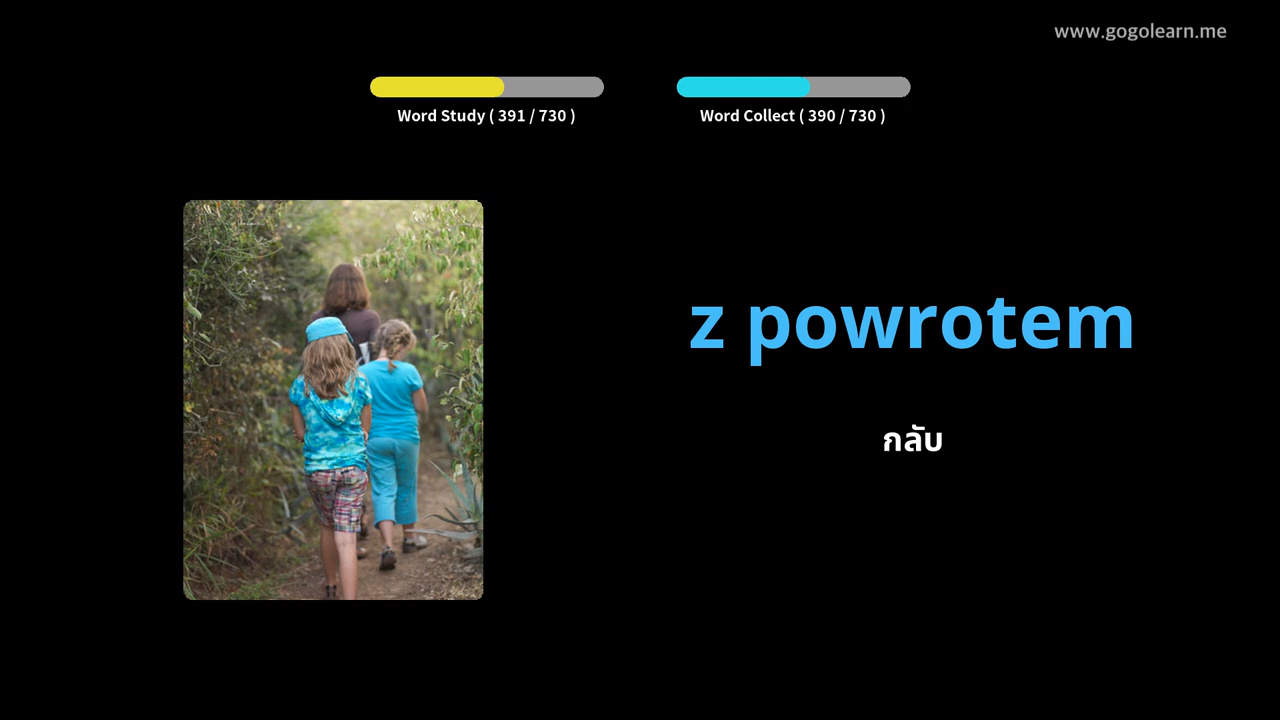 www.gogolearn.me
Word Study ( 391 / 730 )
Word Collect ( 390 / 730 )
z powrotem
กลับ